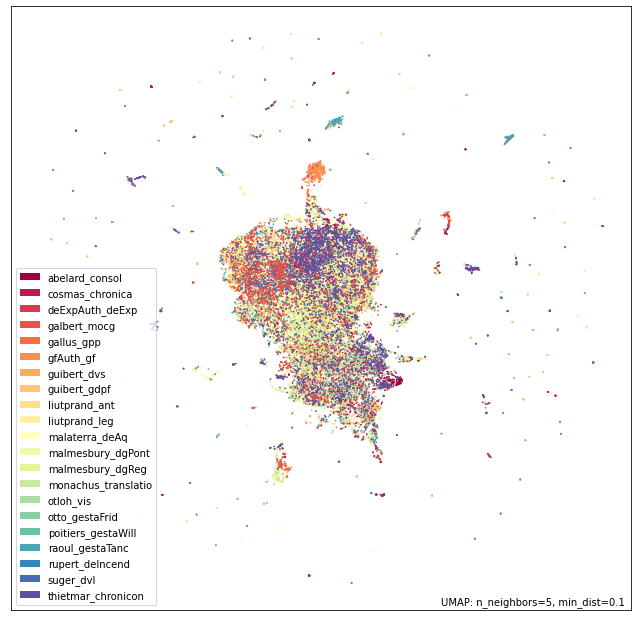 abelard_consol
cosmas_chronica
deExpAuth_deExp
galbert_mocg
gallus_gpp
gfAuth_gf
guibert_dvs
guibert_gdpf
liutprand_ant
liutprand_leg
malaterra_deAq
malmesbury_dgPont
malmesbury_dgReg
monachus_translatio
otloh_vis
otto_gestaFrid
poitiers_gestaWill
raoul_gestaTanc
rupert_deIncend
suger_dvl
thietmar_chronicon
UMAP: n_neighbors=5, min_dist=0.1